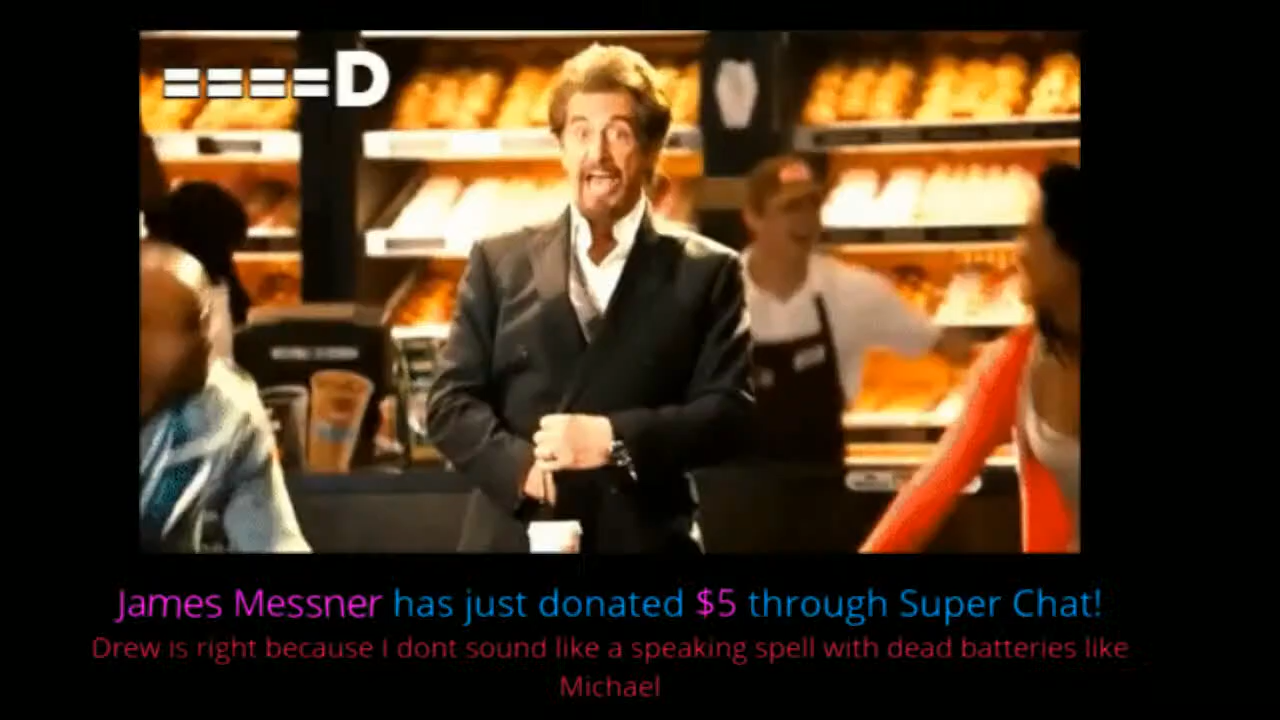 ====D
James Messner has just donated $5 through Super Chat!
Drew is right because I dont sound like a speaking spell with dead batteries like
Michael